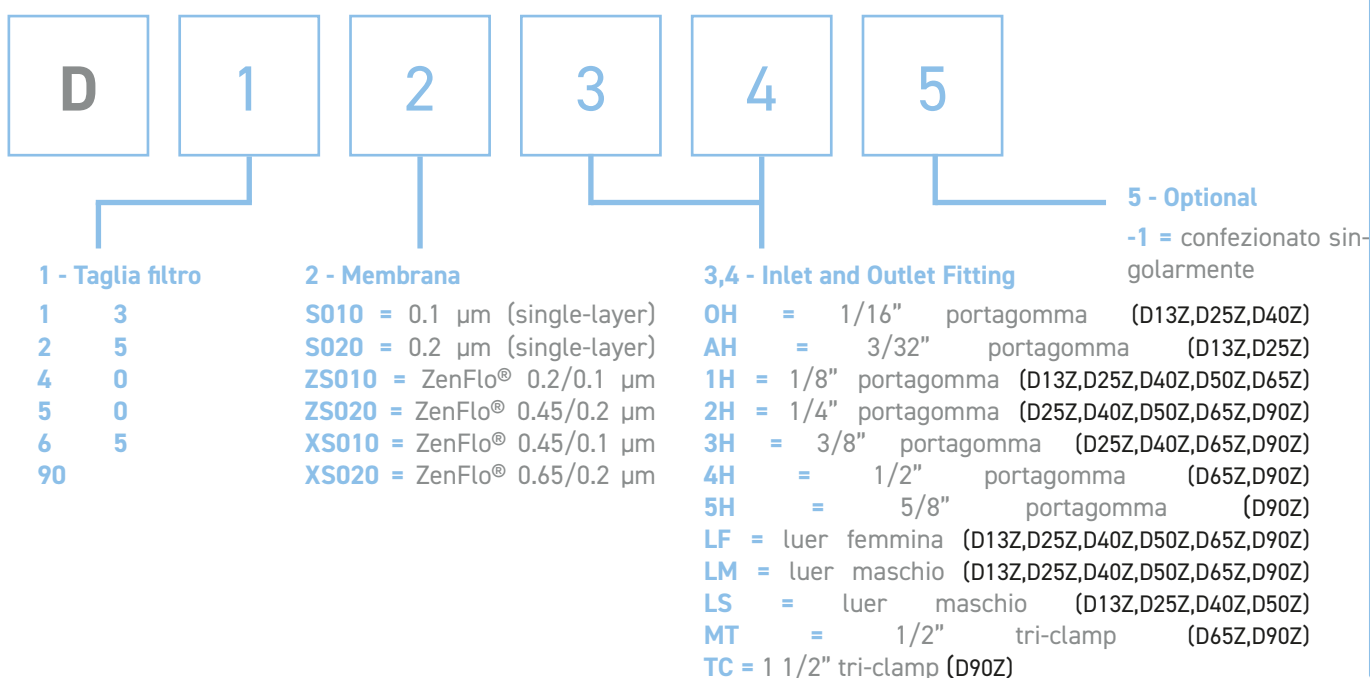 D 1 2 3 4 5
5 - Optional
-1 = confezionato sin-
golarmente
1 - Taglia filtro
1 3
2 5
4 0
5 0
6 5
90
2 - Membrana
S010 = 0.1 µm (single-layer)
S020 = 0.2 µm (single-layer)
ZS010 = ZenFlo® 0.2/0.1 µm
ZS020 = ZenFlo® 0.45/0.2 µm
XS010 = ZenFlo® 0.45/0.1 µm
XS020 = ZenFlo® 0.65/0.2 µm
3,4 - Inlet and Outlet Fitting
OH = 1/16” portagomma (D13Z,D25Z,D40Z)
AH = 3/32” portagomma (D13Z,D25Z)
1H = 1/8” portagomma (D13Z,D25Z,D40Z,D50Z,D65Z)
2H = 1/4” portagomma (D25Z,D40Z,D50Z,D65Z,D90Z)
3H = 3/8” portagomma (D25Z,D40Z,D65Z,D90Z)
4H = 1/2” portagomma (D65Z,D90Z)
5H = 5/8” portagomma (D90Z)
LF = luer femmina (D13Z,D25Z,D40Z,D50Z,D65Z,D90Z)
LM = luer maschio (D13Z,D25Z,D40Z,D50Z,D65Z,D90Z)
LS = luer maschio (D13Z,D25Z,D40Z,D50Z)
MT = 1/2” tri-clamp (D65Z,D90Z)
TC = 1 1/2” tri-clamp (D90Z)